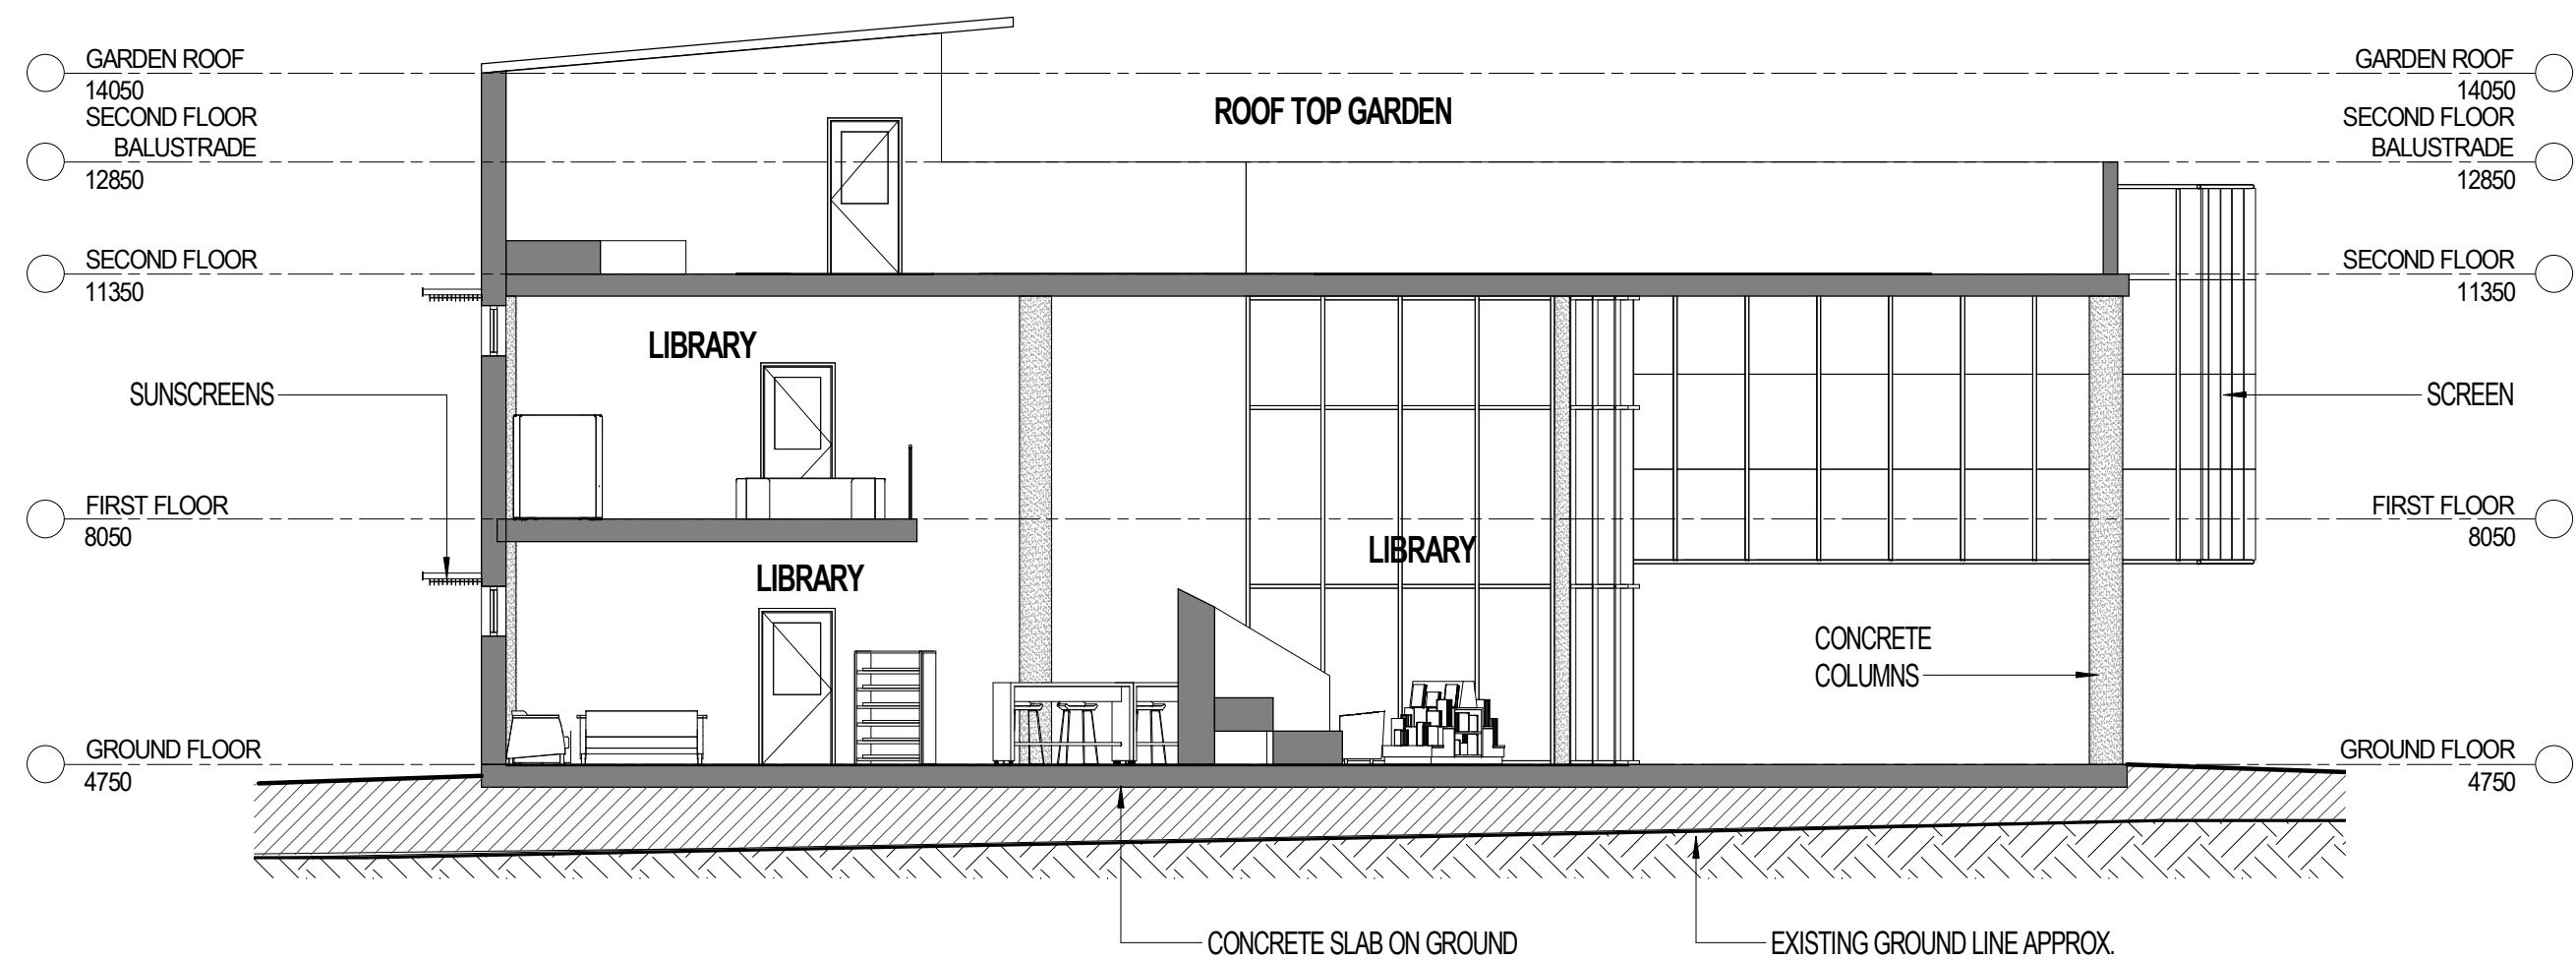 GARDEN ROOF
14050
SECOND FLOOR
BALUSTRADE
12850
SECOND FLOOR
11350
SUNSCREENS
FIRST FLOOR
8050
GROUND FLOOR
4750
ROOF TOP GARDEN
LIBRARY
LIBRARY
LIBRARY
CONCRETE
COLUMNS
CONCRETE SLAB ON GROUND
EXISTING GROUND LINE APPROX.
GARDEN ROOF
14050
SECOND FLOOR
BALUSTRADE
12850
SECOND FLOOR
11350
SCREEN
FIRST FLOOR
8050
GROUND FLOOR
4750